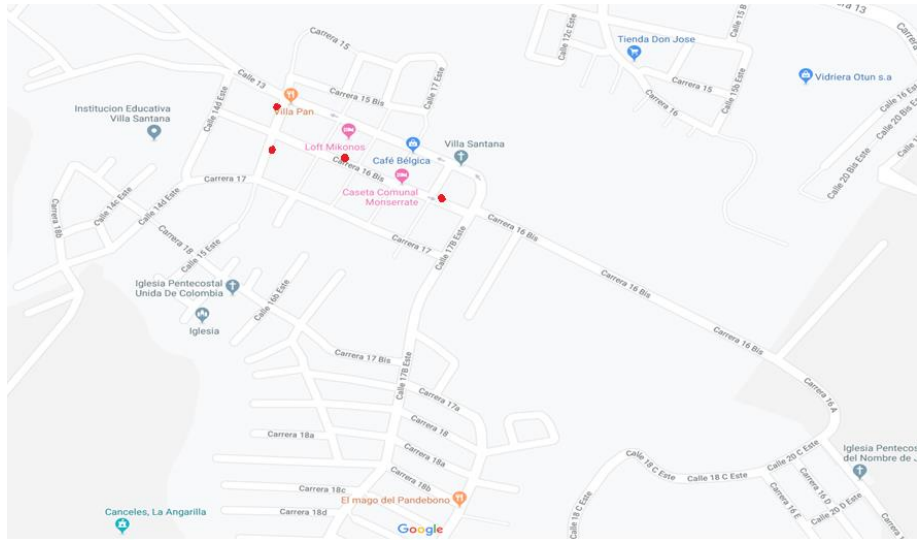 Carrera 15
Calle 12c Este
Calle 15 B
Carrera 13
Tienda Don Jose
Calle 13
Calle 17 Este
Carrera 15
Calle 15b Este
Vidriera Otun s.a
Calle 14d Este
Villa Pan
Carrera 15 Bis
Carrera 16
Calle 16 Este
Calle 20 Bis Este
Institucion Educativa
Villa Santana
Loft Mikonos
Café Bélgica
Villa Santana
Calle 20 Bis Este
Calle 20 Este
Carrera 16 Bis
Carrera 17
Caseta Comunal
Monserrate
Calle 14c Este
Calle 14d Este
Carrera 18b
Carrera 18
Calle 15 Este
Carrera 17
Calle 17B Este
Carrera 16 Bis
Iglesia Pentecostal
Unida De Colombia
Calle 16b Este
Carrera 16 Bis
Iglesia
Carrera 16 Bis
Carrera 17 Bis
Calle 17B Este
Carrera 16 A
Carrera 17a
Carrera 18
Carrera 18a
Carrera 18a
Calle 18 C Este
Calle 18 C Este
Calle 20 C Este
Iglesia Pentecos
del Nombre de J
Carrera 18c
Carrera 18b
El mago del Pandebono
Carrera 16 E
Carrera 16 D
Canceles, La Angarilla
Carrera 18d
Calle 18 C Este
Calle 20 D Este
Carrera
Google